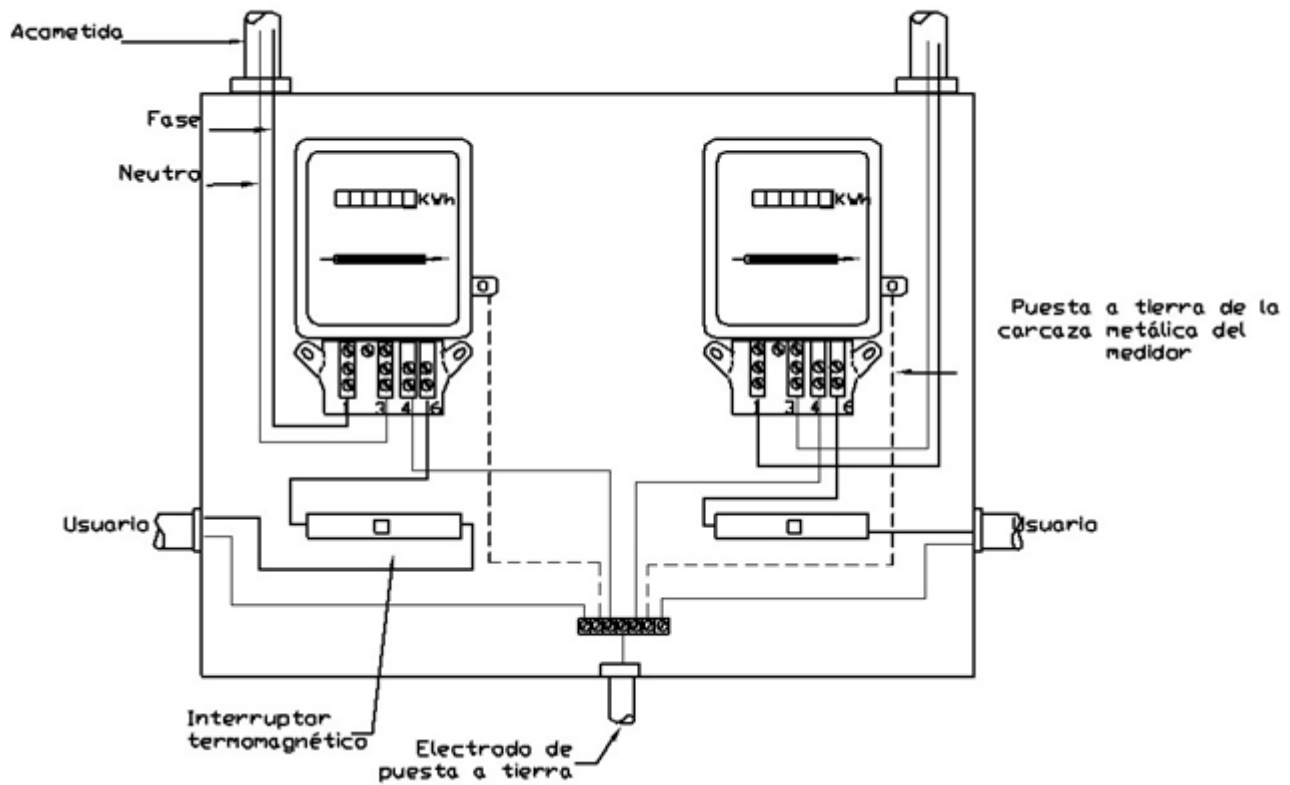 Acometida
Fase
Neutro
KWh
KWh
Puesta a tierra de la
carcaza metálica del
medidor
1 3 4 6
1 3 4 6
Usuario
Usuario
Interruptor
termomagnético
Electrodo de
puesta a tierra